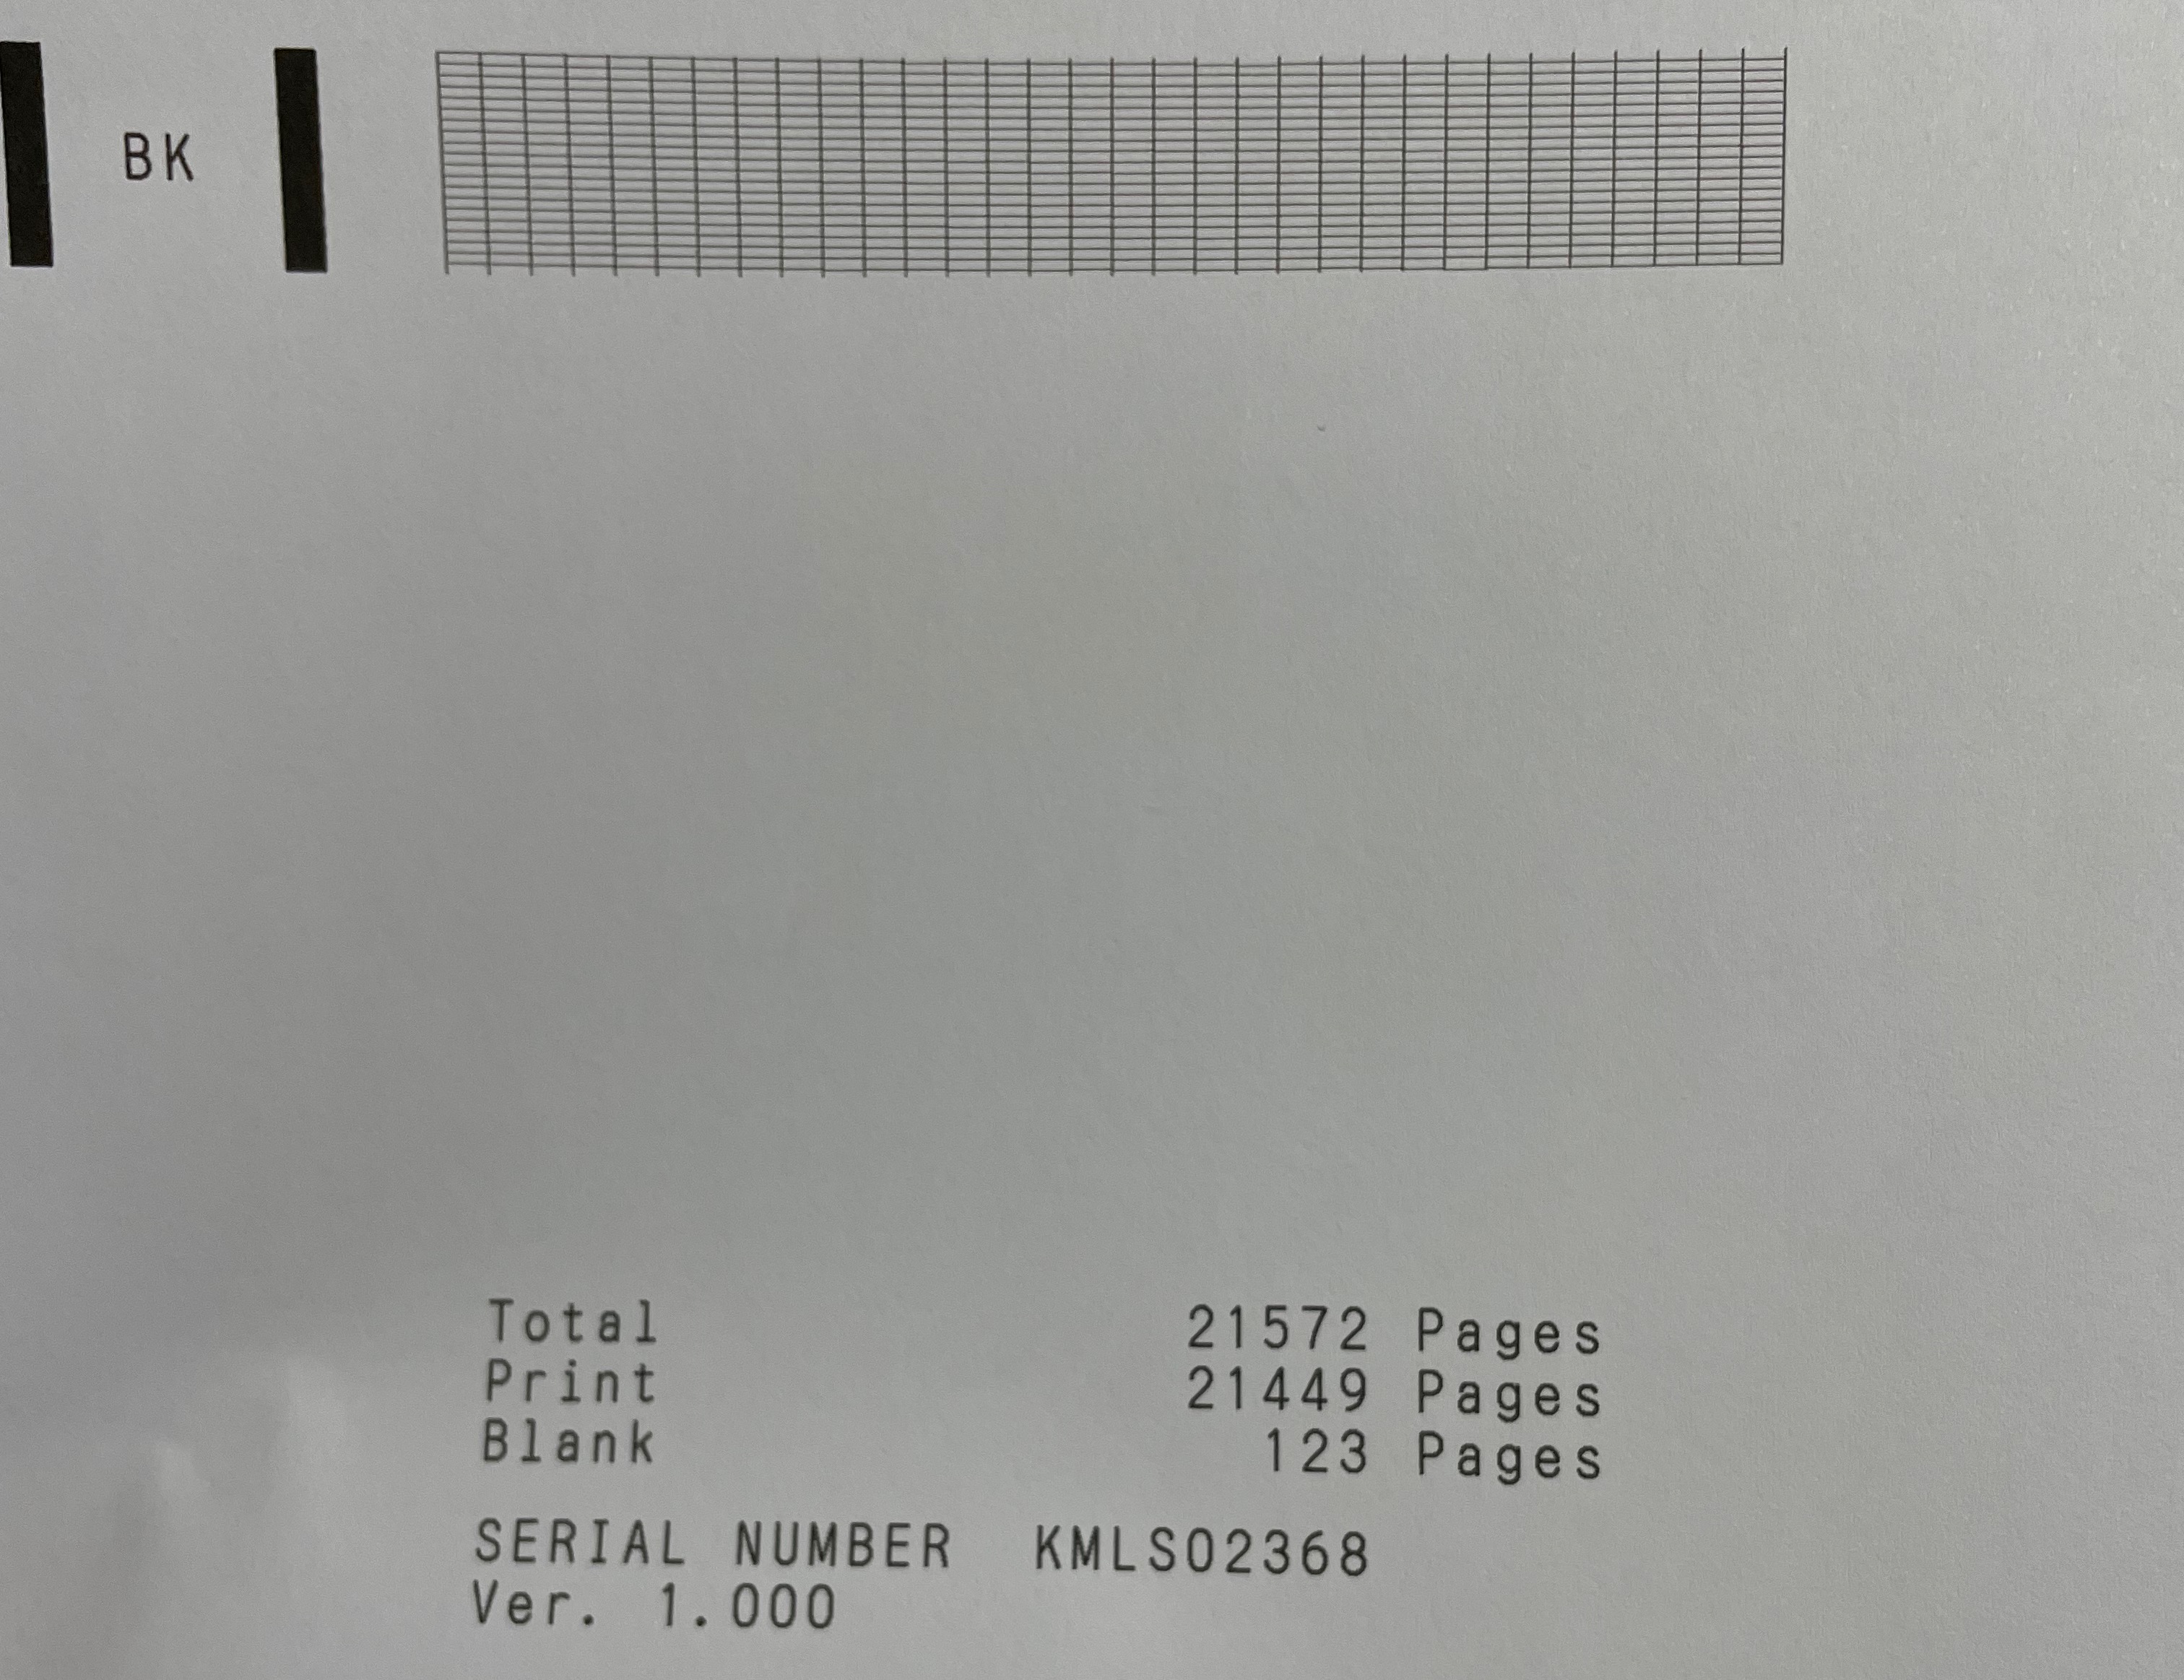 BK
Total 21572 Pages
Print 21449 Pages
Blank 123 Pages
SERIAL NUMBER KMLS02368
Ver. 1.000